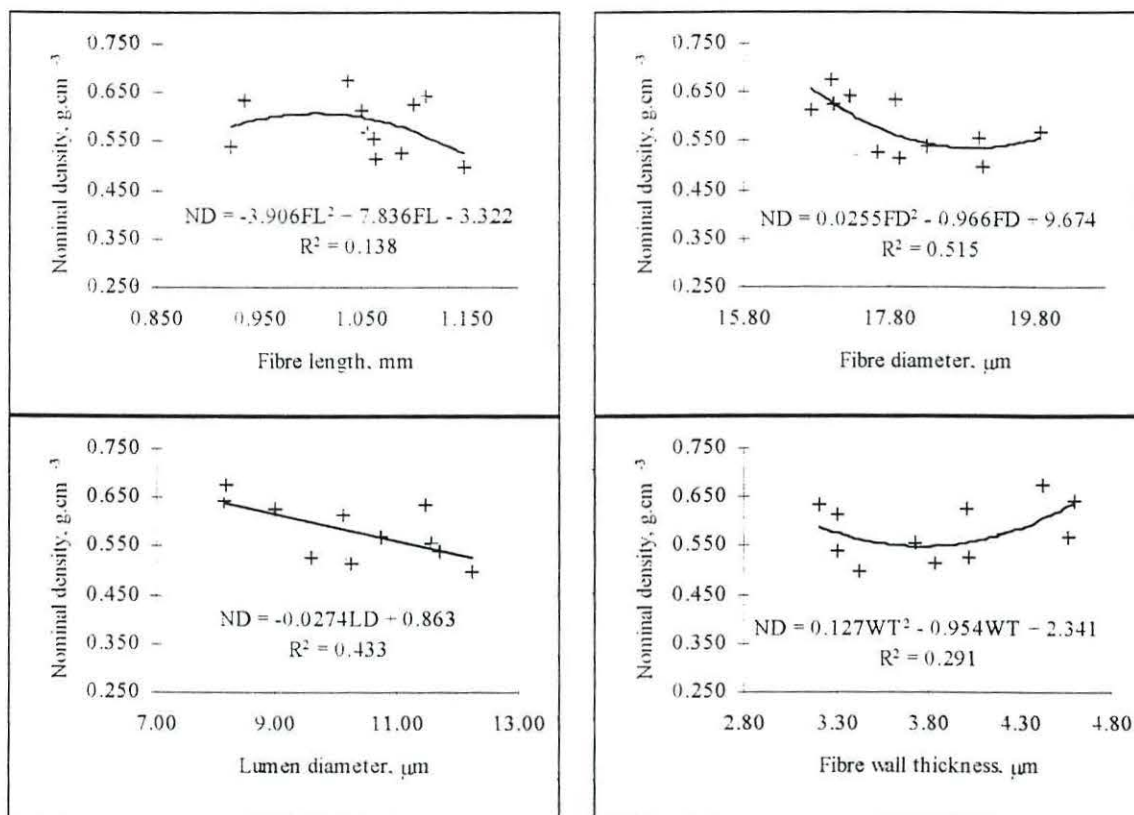 Nominal density, g.cm -3
0.750
0.650
0.550
0.450
0.350
0.250
ND = -3.906FL² − 7.836FL - 3.322
R² = 0.138
0.850 0.950 1.050 1.150
Fibre length, mm
Nominal density, g.cm -3
0.750
0.650
0.550
0.450
0.350
0.250
ND = 0.0255FD² - 0.966FD + 9.674
R² = 0.515
15.80 17.80 19.80
Fibre diameter, μm
Nominal density, g.cm -3
0.750
0.650
0.550
0.450
0.350
0.250
ND = -0.0274LD + 0.863
R² = 0.433
7.00 9.00 11.00 13.00
Lumen diameter, μm
Nominal density, g.cm -3
0.750
0.650
0.550
0.450
0.350
0.250
ND = 0.127WT² - 0.954WT − 2.341
R² = 0.291
2.80 3.30 3.80 4.30 4.80
Fibre wall thickness, μm